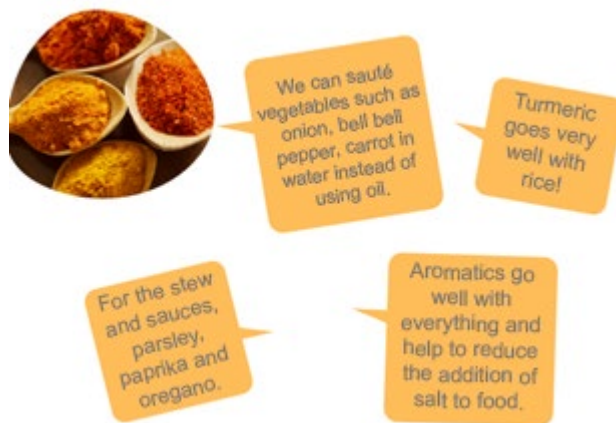 We can sauté
vegetables such as
onion, bell bell
pepper, carrot in
water instead of
using oil.
Turmeric
goes very
well with
rice!
For the stew
and sauces,
parsley,
paprika and
oregano.
Aromatics go
well with
everything and
help to reduce
the addition of
salt to food.